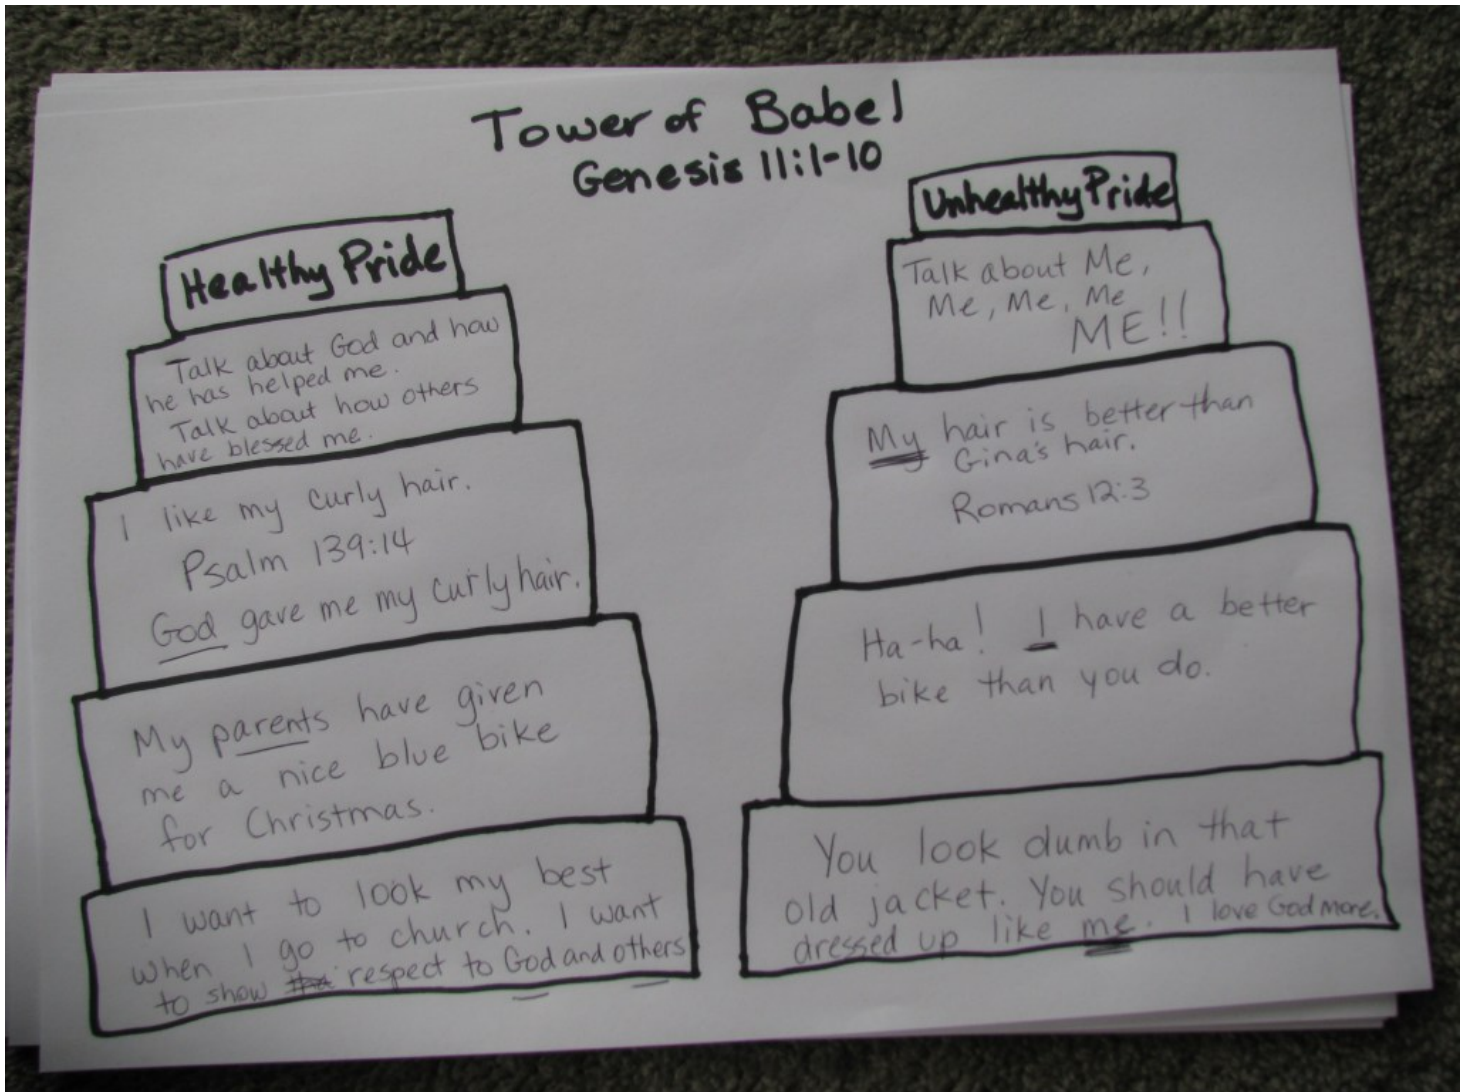 Tower of Babel
Genesis 11:1-10
Healthy Pride
Talk about God and how
he has helped me.
Talk about how others
have blessed me.
I like my curly hair.
Psalm 139:14
God gave me my curly hair.
My parents have given
me a nice blue bike
for Christmas.
I want to look my best
when I go to church. I want
to show respect to God and others
Unhealthy Pride
Talk about Me,
Me, Me, Me
ME!!
My hair is better than
Gina's hair.
Romans 12:3
Ha-ha! I have a better
bike than you do.
You look dumb in that
old jacket. You should have
dressed up like me. I love God more.